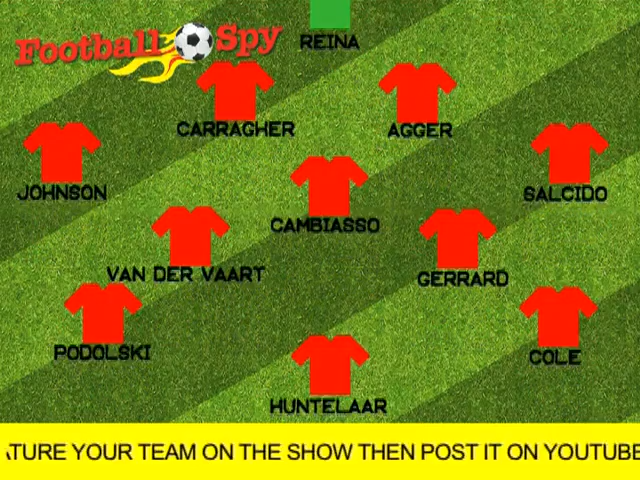 Football Spy
REINA
CARRAGHER
AGGER
JOHNSON
SALCIDO
CAMBIASSO
VAN DER VAART
GERRARD
PODOLSKI
COLE
HUNTELAAR
ATURE YOUR TEAM ON THE SHOW THEN POST IT ON YOUTUBE